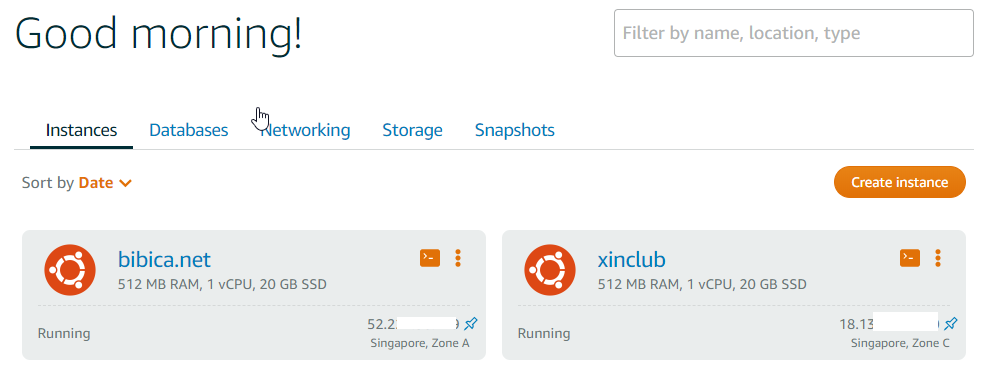 Good morning!
Filter by name, location, type
Instances Databases Networking Storage Snapshots
Sort by Date
Create instance
bibica.net
512 MB RAM, 1 vCPU, 20 GB SSD
Running
52.2 9
Singapore, Zone A
xinclub
512 MB RAM, 1 vCPU, 20 GB SSD
Running
18.13
Singapore, Zone C